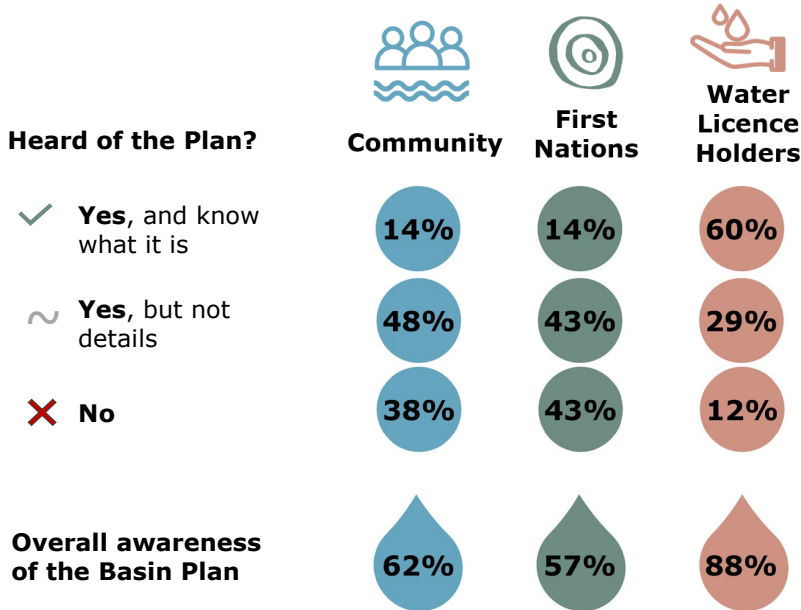 Heard of the Plan?
Community
First
Nations
Water
Licence
Holders
Yes, and know
what it is
14%
14%
60%
Yes, but not
details
48%
43%
29%
No
38%
43%
12%
Overall awareness
of the Basin Plan
62%
57%
88%